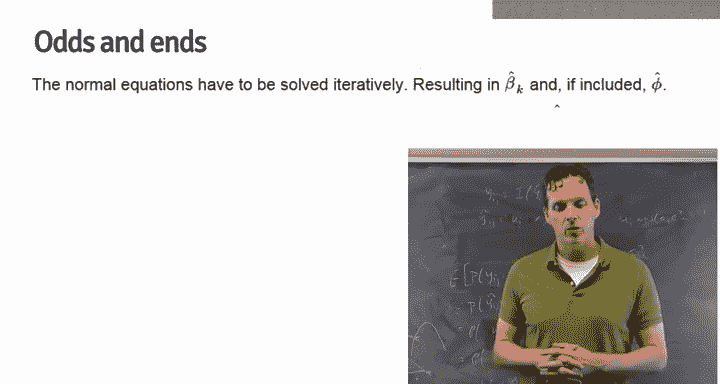 Odds and ends
The normal equations have to be solved iteratively. Resulting in β̂ₖ and, if included, φ̂.